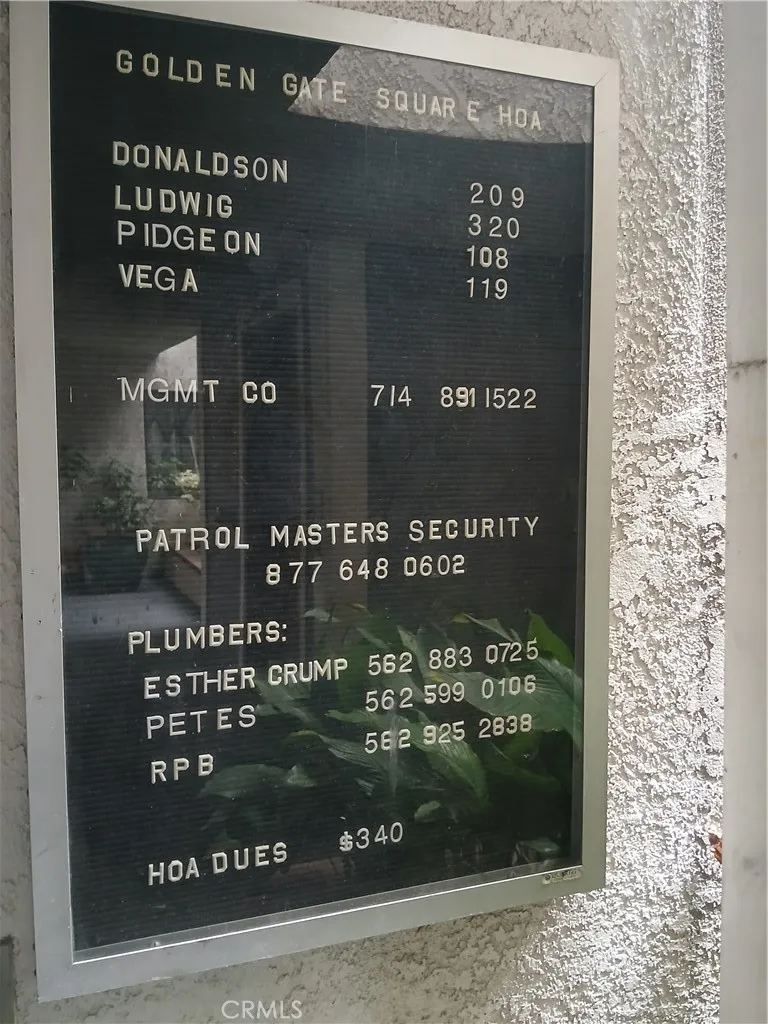 GOLDEN GATE SQUARE HOA
DONALDSON 209
LUDWIG 320
PIDGEON 108
VEGA 119
MGMT CO 714 891 1522
PATROL MASTERS SECURITY
877 648 0602
PLUMBERS:
ESTHER CRUMP 562 883 0725
PETES 562 599 0106
RPB 562 925 2838
HOA DUES $340
CRMLS